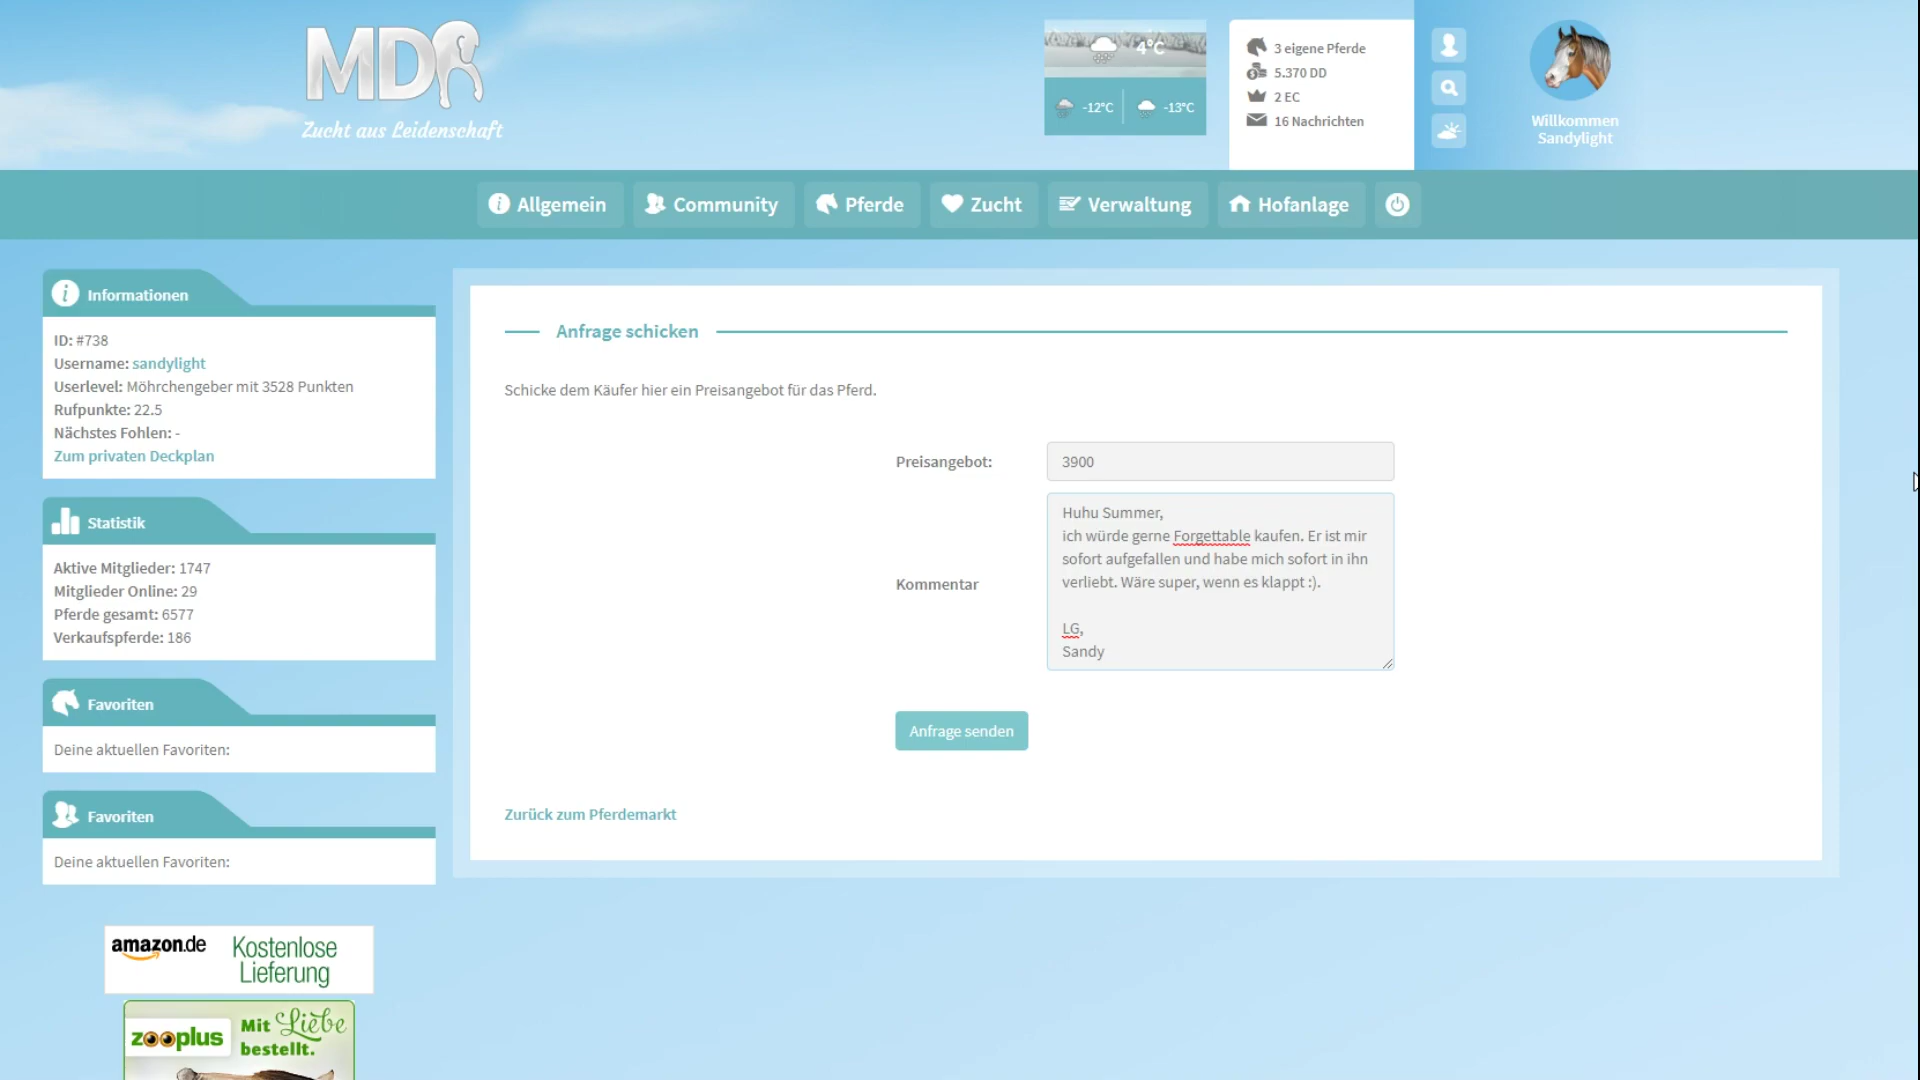 MDR
Zucht aus Leidenschaft
4°C
-12°C
-13°C
3 eigene Pferde
5.370 DD
2 EC
16 Nachrichten
Willkommen
Sandylight
Allgemein
Community
Pferde
Zucht
Verwaltung
Hofanlage
Informationen
ID: #738
Username: sandylight
Userlevel: Möhrchengeber mit 3528 Punkten
Rufpunkte: 22.5
Nächstes Fohlen: -
Zum privaten Deckplan
Statistik
Aktive Mitglieder: 1747
Mitglieder Online: 29
Pferde gesamt: 6577
Verkaufspferde: 186
Favoriten
Deine aktuellen Favoriten:
Favoriten
Deine aktuellen Favoriten:
amazon.de
Kostenlose
Lieferung
zooplus
Mit Liebe
bestellt.
Anfrage schicken
Schicke dem Käufer hier ein Preisangebot für das Pferd.
Preisangebot:
3900
Kommentar
Huhu Summer,
ich würde gerne Forgettable kaufen. Er ist mir
sofort aufgefallen und habe mich sofort in ihn
verliebt. Wäre super, wenn es klappt :).
LG,
Sandy
Anfrage senden
Zurück zum Pferdemarkt